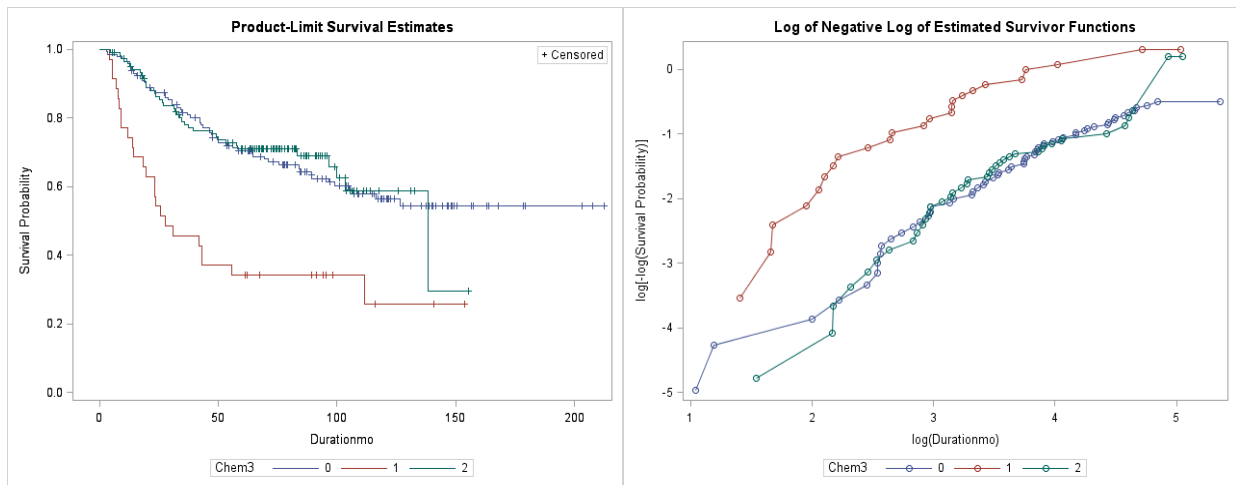 Product-Limit Survival Estimates
+ Censored
1.0
0.8
0.6
0.4
0.2
0.0
Survival Probability
0 50 100 150 200
Durationmo
Chem3 0 1 2
Log of Negative Log of Estimated Survivor Functions
0
-1
-2
-3
-4
-5
log[-log(Survival Probability)]
1 2 3 4 5
log(Durationmo)
Chem3 0 1 2